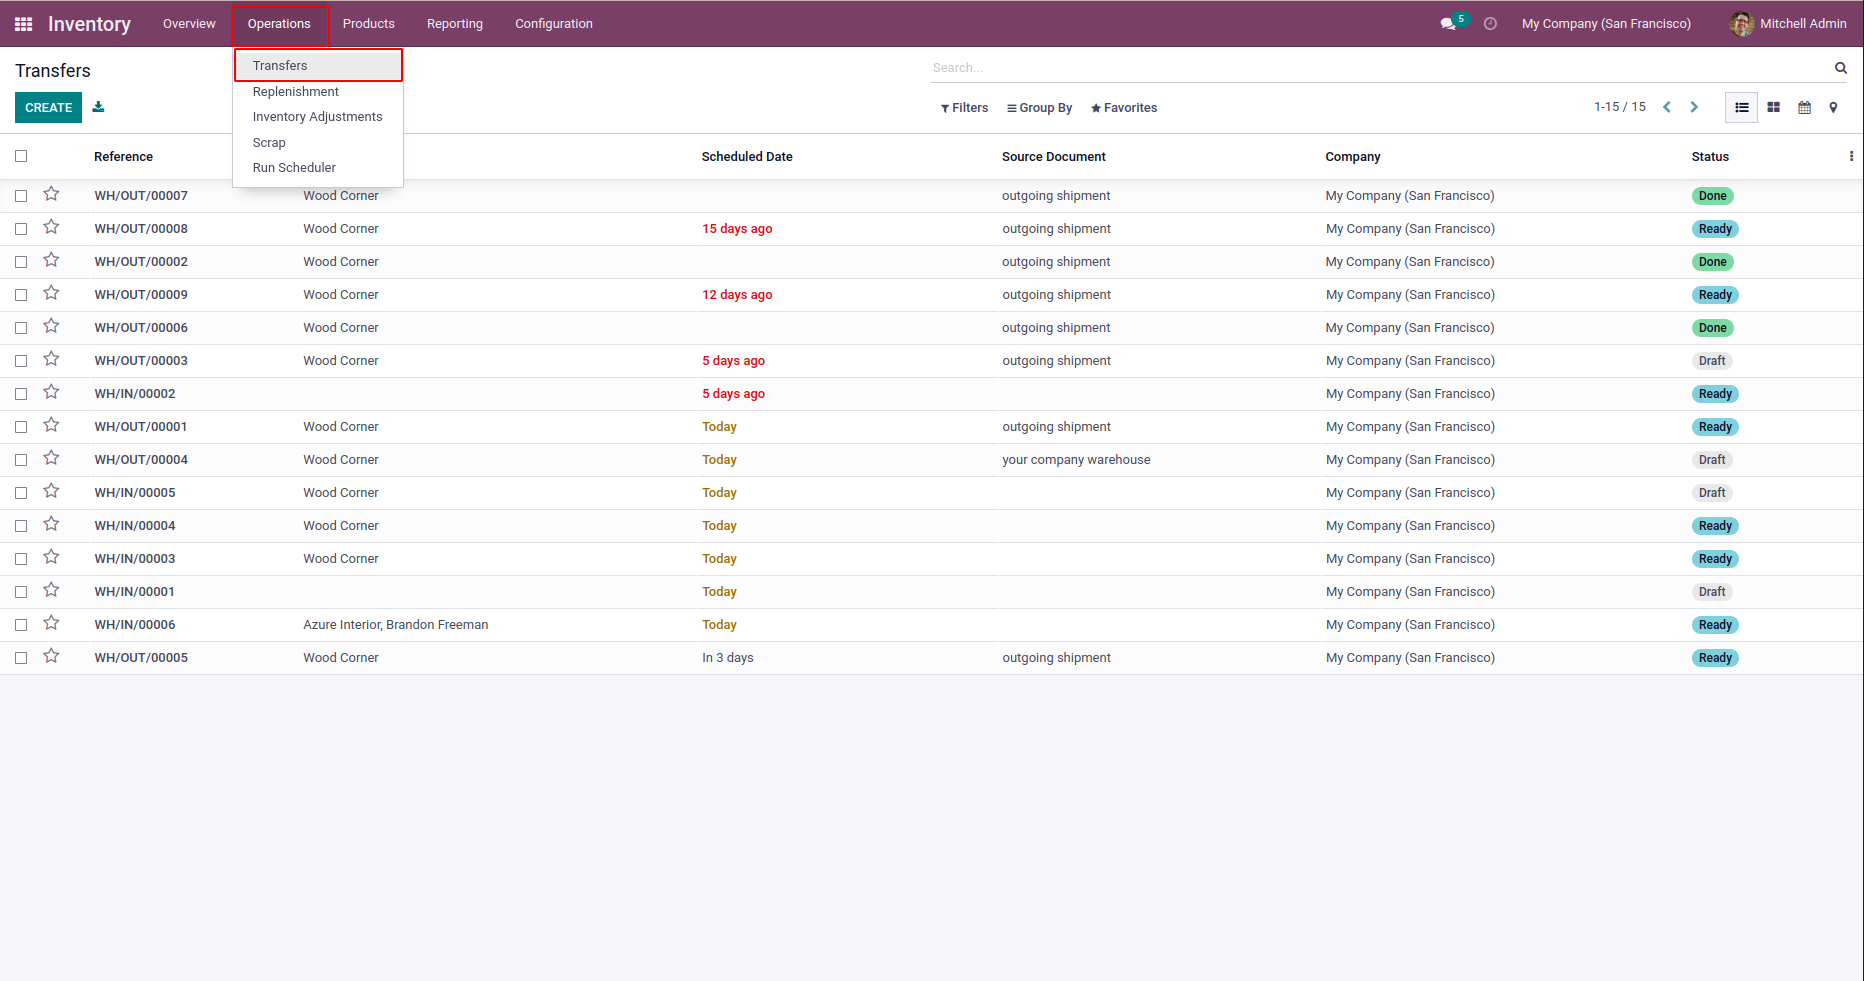 Inventory Overview Operations Products Reporting Configuration 5 My Company (San Francisco) Mitchell Admin
Transfers
Replenishment
Inventory Adjustments
Scrap
Run Scheduler
Transfers Search...
CREATE Filters Group By Favorites 1-15 / 15
Reference Scheduled Date Source Document Company Status
WH/OUT/00007 Wood Corner outgoing shipment My Company (San Francisco) Done
WH/OUT/00008 Wood Corner 15 days ago outgoing shipment My Company (San Francisco) Ready
WH/OUT/00002 Wood Corner outgoing shipment My Company (San Francisco) Done
WH/OUT/00009 Wood Corner 12 days ago outgoing shipment My Company (San Francisco) Ready
WH/OUT/00006 Wood Corner outgoing shipment My Company (San Francisco) Done
WH/OUT/00003 Wood Corner 5 days ago outgoing shipment My Company (San Francisco) Draft
WH/IN/00002 5 days ago My Company (San Francisco) Ready
WH/OUT/00001 Wood Corner Today outgoing shipment My Company (San Francisco) Ready
WH/OUT/00004 Wood Corner Today your company warehouse My Company (San Francisco) Draft
WH/IN/00005 Wood Corner Today My Company (San Francisco) Draft
WH/IN/00004 Wood Corner Today My Company (San Francisco) Ready
WH/IN/00003 Wood Corner Today My Company (San Francisco) Ready
WH/IN/00001 Today My Company (San Francisco) Draft
WH/IN/00006 Azure Interior, Brandon Freeman Today My Company (San Francisco) Ready
WH/OUT/00005 Wood Corner In 3 days outgoing shipment My Company (San Francisco) Ready